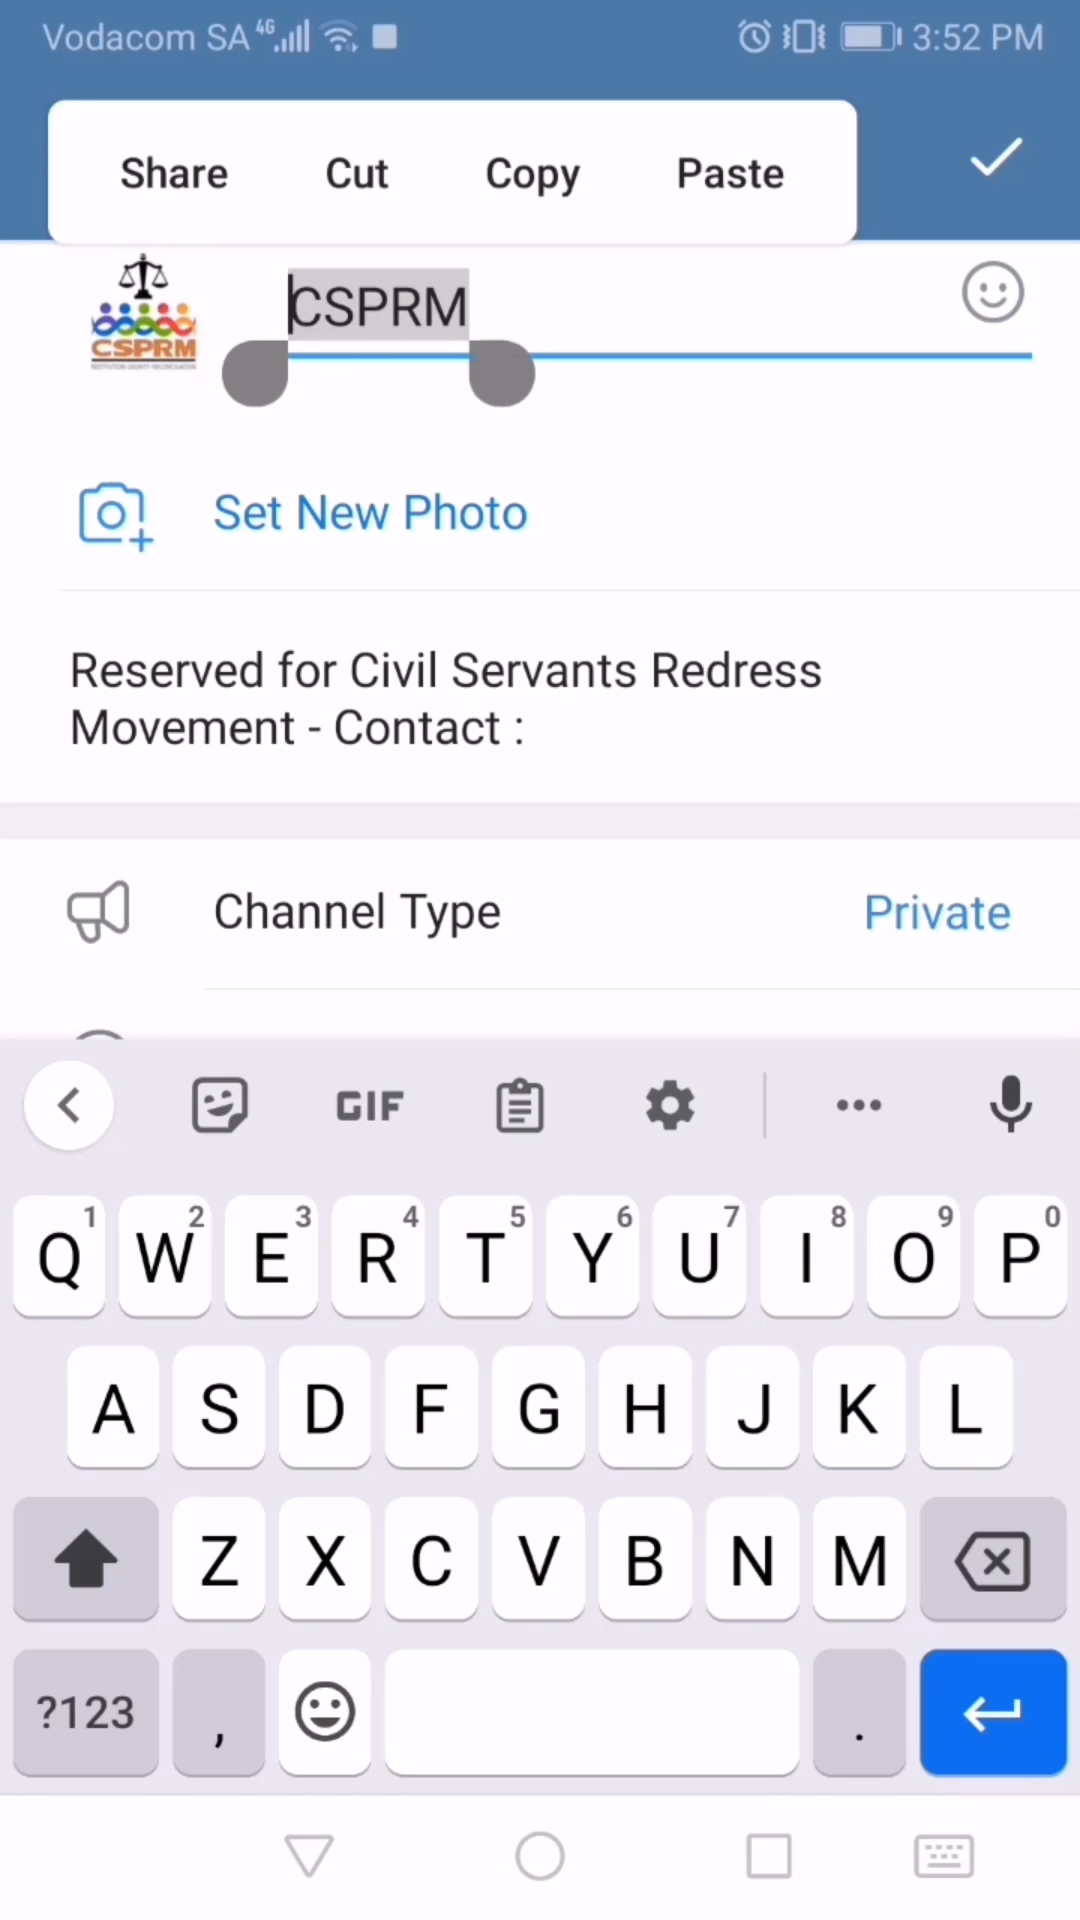 Vodacom SA 4G 3:52 PM
Share Cut Copy Paste
CSPRM
CSPRM
Set New Photo
Reserved for Civil Servants Redress
Movement - Contact :
Channel Type Private
GIF
1 2 3 4 5 6 7 8 9 0
Q W E R T Y U I O P
A S D F G H J K L
Z X C V B N M
?123 , .